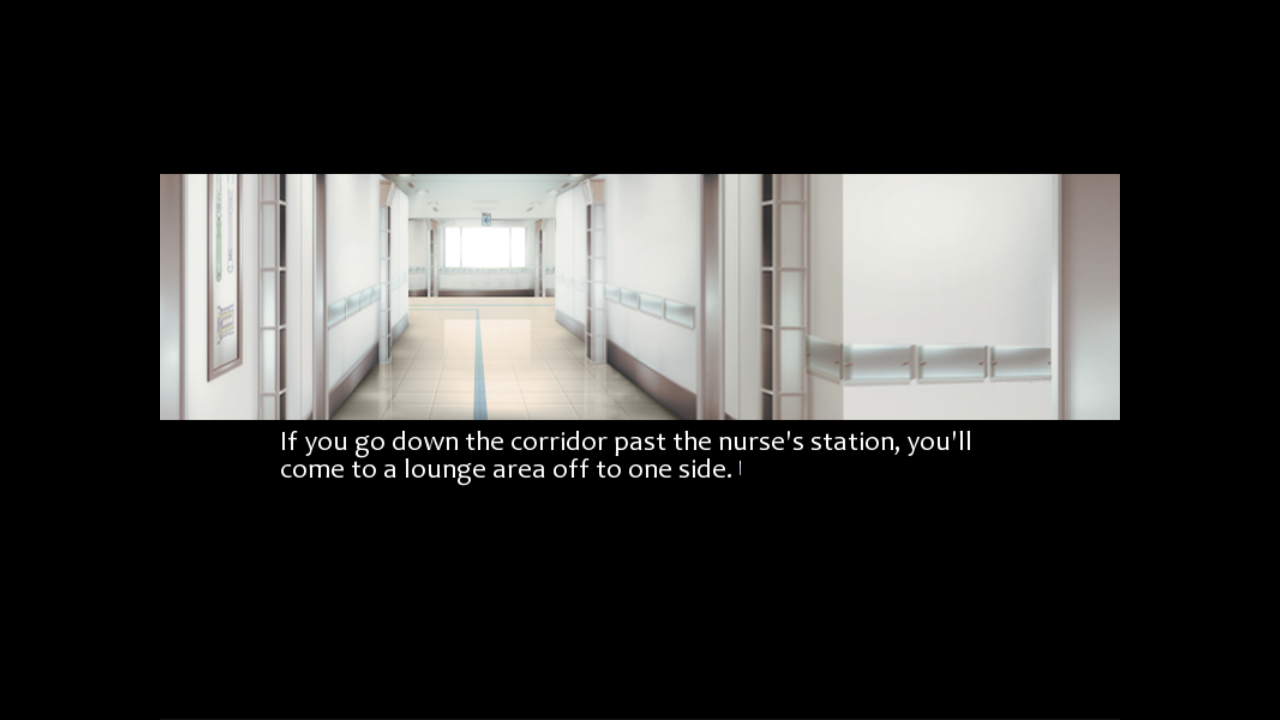 If you go down the corridor past the nurse's station, you'll
come to a lounge area off to one side.